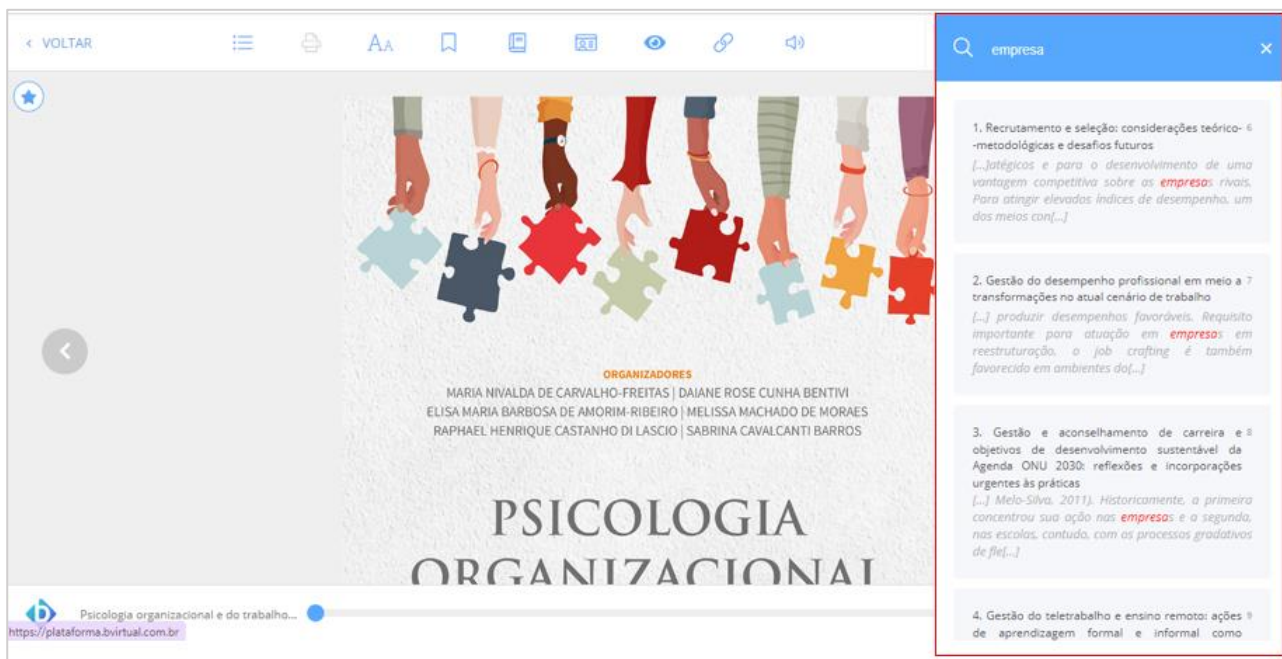 VOLTAR
AA
empresa
1. Recrutamento e seleção: considerações teórico- 6
-metodológicas e desafios futuros
[...]atégicos e para o desenvolvimento de uma
vantagem competitiva sobre as empresas rivais.
Para atingir elevados índices de desempenho, um
dos meios con[...]
2. Gestão do desempenho profissional em meio a 7
transformações no atual cenário de trabalho
[...] produzir desempenhos favoráveis. Requisito
importante para atuação em empresas em
reestruturação, o job crafting é também
favorecido em ambientes do[...]
3. Gestão e aconselhamento de carreira e 8
objetivos de desenvolvimento sustentável da
Agenda ONU 2030: reflexões e incorporações
urgentes às práticas
[...] Melo-Silva, 2011). Historicamente, a primeira
concentrou sua ação nas empresas e a segunda,
nas escolas, contudo, com os processos gradativos
de fle[...]
4. Gestão do teletrabalho e ensino remoto: ações 9
de aprendizagem formal e informal como
ORGANIZADORES
MARIA NIVALDA DE CARVALHO-FREITAS | DAIANE ROSE CUNHA BENTIVI
ELISA MARIA BARBOSA DE AMORIM-RIBEIRO | MELISSA MACHADO DE MORAES
RAPHAEL HENRIQUE CASTANHO DI LASCIO | SABRINA CAVALCANTI BARROS
PSICOLOGIA
ORGANIZACIONAL
Psicologia organizacional e do trabalho...
https://plataforma.bvirtual.com.br